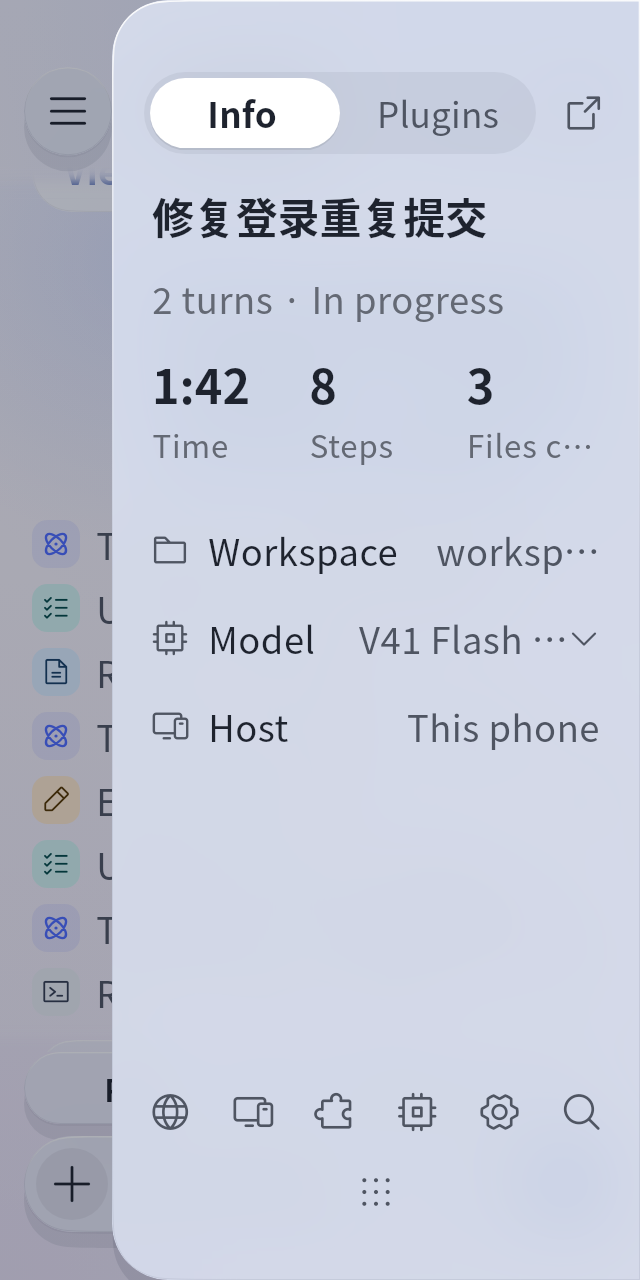 Info
Plugins
修复登录重复提交
2 turns · In progress
1:42 8 3
Time Steps Files c…
Workspace worksp…
Model V41 Flash …
Host This phone